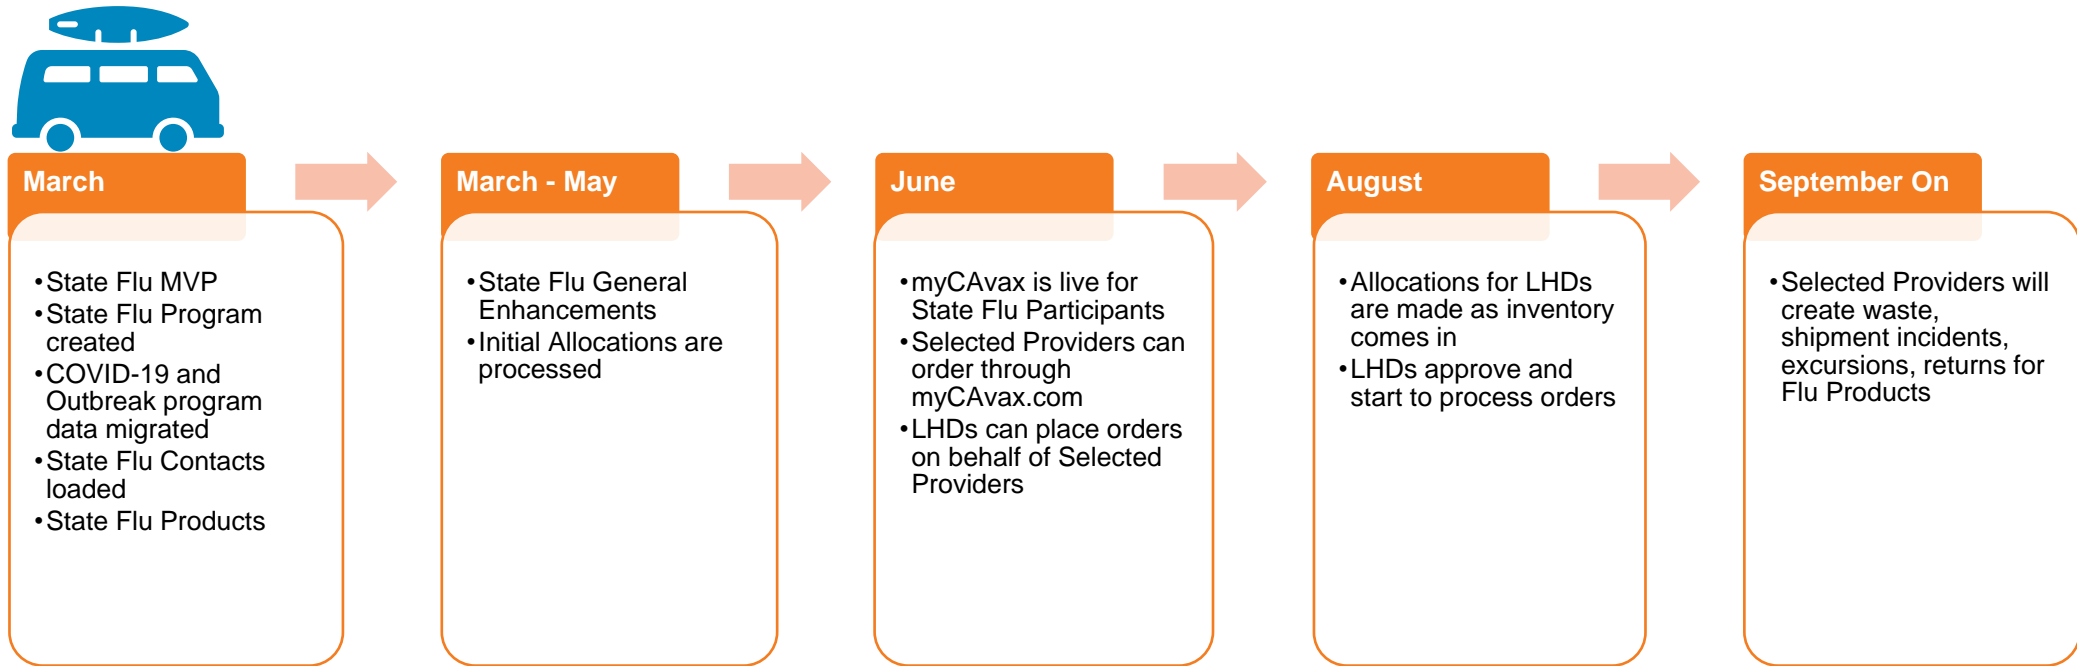 March
•State Flu MVP
•State Flu Program
created
•COVID-19 and
Outbreak program
data migrated
•State Flu Contacts
loaded
•State Flu Products
March - May
•State Flu General
Enhancements
•Initial Allocations are
processed
June
•myCAvax is live for
State Flu Participants
•Selected Providers can
order through
myCAvax.com
•LHDs can place orders
on behalf of Selected
Providers
August
•Allocations for LHDs
are made as inventory
comes in
•LHDs approve and
start to process orders
September On
•Selected Providers will
create waste,
shipment incidents,
excursions, returns for
Flu Products